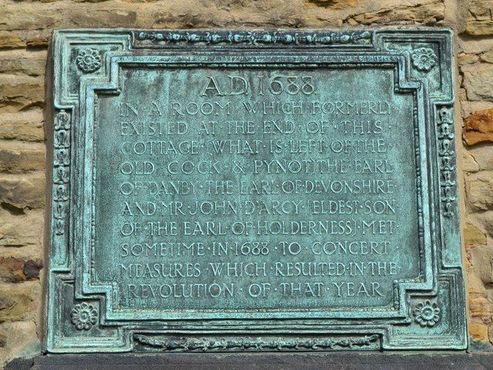 A.D. 1688
IN · A · ROOM · WHICH · FORMERLY
EXISTED · AT · THE · END · OF · THIS
COTTAGE · WHAT · IS · LEFT · OF · THE
OLD · COCK · & · PYNOT · THE · EARL
OF · DANBY · THE · EARL · OF · DEVONSHIRE
AND · MR · JOHN · D'ARCY · (ELDEST · SON
OF · THE · EARL · OF · HOLDERNESS) · MET
SOMETIME · IN · 1688 · TO · CONCERT
MEASURES · WHICH · RESULTED · IN · THE
REVOLUTION · OF · THAT · YEAR